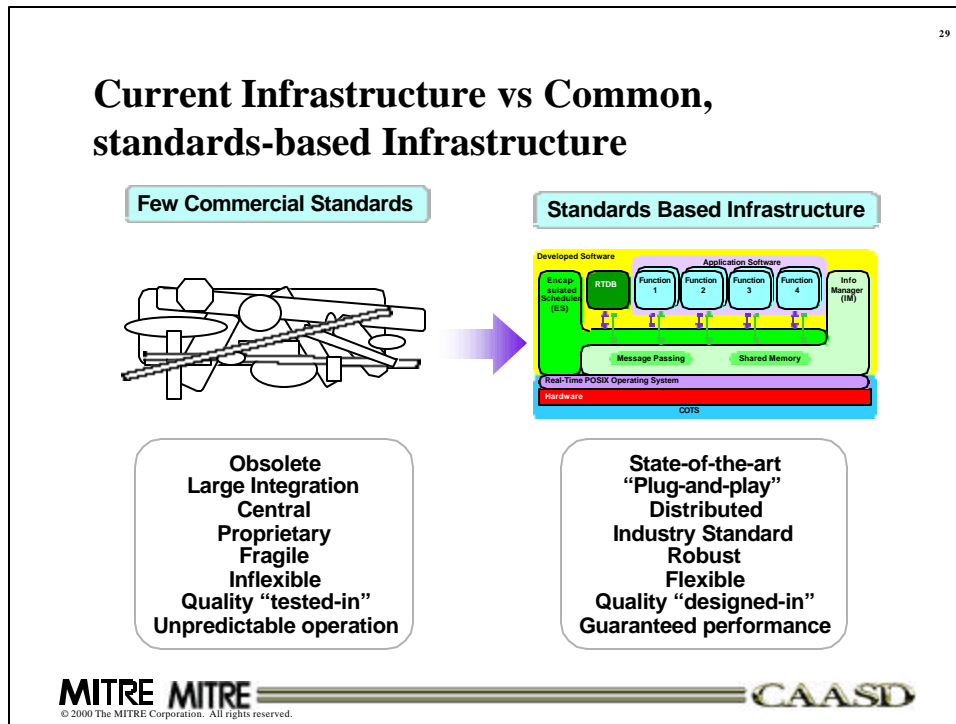 29
Current Infrastructure vs Common,
standards-based Infrastructure
Few Commercial Standards
Standards Based Infrastructure
Developed Software
Application Software
Encap-
sulated
Scheduler
(ES)
RTDB
Function
1
Function
2
Function
3
Function
4
Info
Manager
(IM)
Message Passing
Shared Memory
Real-Time POSIX Operating System
Hardware
COTS
Obsolete
Large Integration
Central
Proprietary
Fragile
Inflexible
Quality “tested-in”
Unpredictable operation
State-of-the-art
“Plug-and-play”
Distributed
Industry Standard
Robust
Flexible
Quality “designed-in”
Guaranteed performance
MITRE MITRE CAASD
© 2000 The MITRE Corporation. All rights reserved.